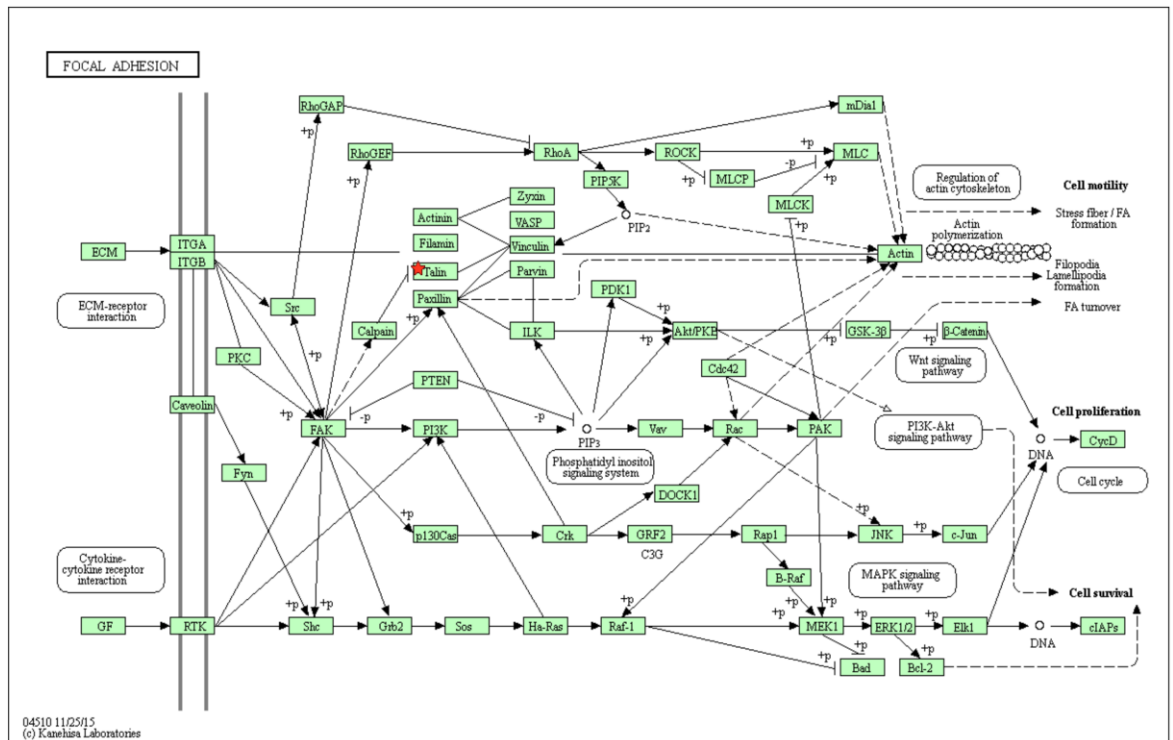 FOCAL ADHESION
RhoGAP
mDia1
+p
RhoGEF
RhoA
ROCK
+p
MLC
+p
-p
+p
+p
MLCP
PIP5K
MLCK
Regulation of
actin cytoskeleton
Cell motility
Stress fiber / FA
formation
Zyxin
Actinin
VASP
PIP2
Filamin
Vinculin
Actin
polymerization
ECM
ITGA
ITGB
Actin
Talin
Parvin
Filopodia
Lamellipodia
formation
ECM-receptor
interaction
Src
Paxillin
PDK1
FA turnover
+p
+p
Calpain
ILK
Akt/PKB
GSK-3β
β-Catenin
+p
+p
+p
+p
PKC
Wnt signaling
pathway
PTEN
Cdc42
Caveolin
+p
-p
-p
FAK
PI3K
PIP3
Vav
Rac
PAK
PI3K-Akt
signaling pathway
Cell proliferation
CycD
DNA
Phosphatidyl inositol
signaling system
Fyn
Cell cycle
DOCK1
+p
p130Cas
Crk
GRF2
C3G
Rap1
JNK
+p
c-Jun
Cytokine-
cytokine receptor
interaction
B-Raf
MAPK signaling
pathway
+p
+p
+p
+p
+p
Cell survival
GF
RTK
Shc
Grb2
Sos
Ha-Ras
Raf-1
+p
MEK1
+p
ERK1/2
+p
Elk1
DNA
cIAPs
+p
+p
+p
Bad
Bcl-2
04510 11/25/15
(c) Kanehisa Laboratories